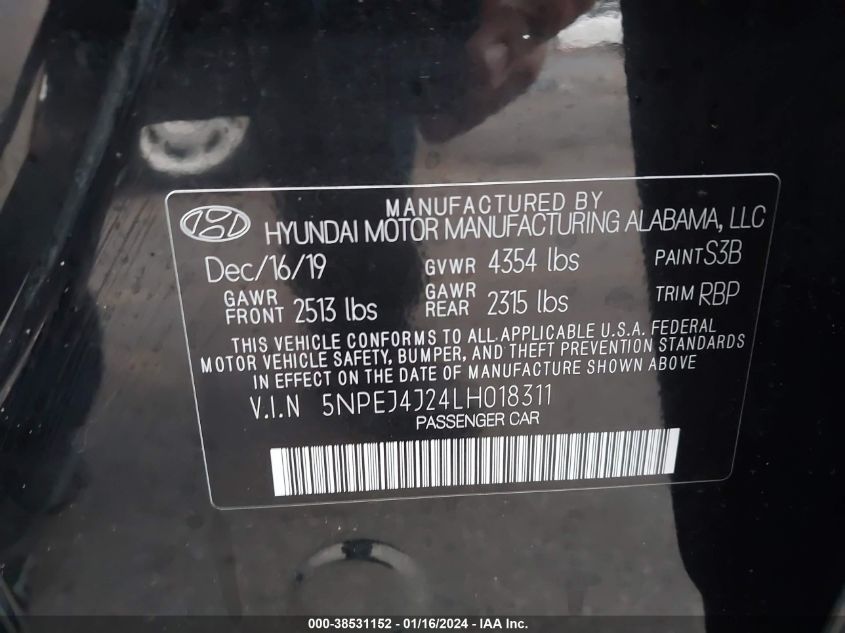 MANUFACTURED BY
HYUNDAI MOTOR MANUFACTURING ALABAMA, LLC
Dec/16/19 GVWR 4354 lbs PAINT S3B
GAWR FRONT 2513 lbs GAWR REAR 2315 lbs TRIM RBP
THIS VEHICLE CONFORMS TO ALL APPLICABLE U.S.A. FEDERAL
MOTOR VEHICLE SAFETY, BUMPER, AND THEFT PREVENTION STANDARDS
IN EFFECT ON THE DATE OF MANUFACTURE SHOWN ABOVE
V.I.N 5NPEJ4J24LH018311
PASSENGER CAR
000-38531152 - 01/16/2024 - IAA Inc.